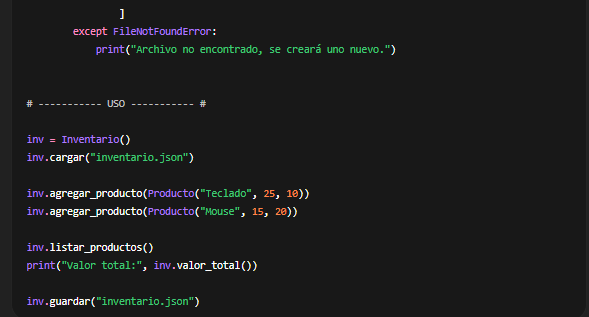 ]
except FileNotFoundError:
print("Archivo no encontrado, se creará uno nuevo.")
# ----------- USO ----------- #
inv = Inventario()
inv.cargar("inventario.json")
inv.agregar_producto(Producto("Teclado", 25, 10))
inv.agregar_producto(Producto("Mouse", 15, 20))
inv.listar_productos()
print("Valor total:", inv.valor_total())
inv.guardar("inventario.json")